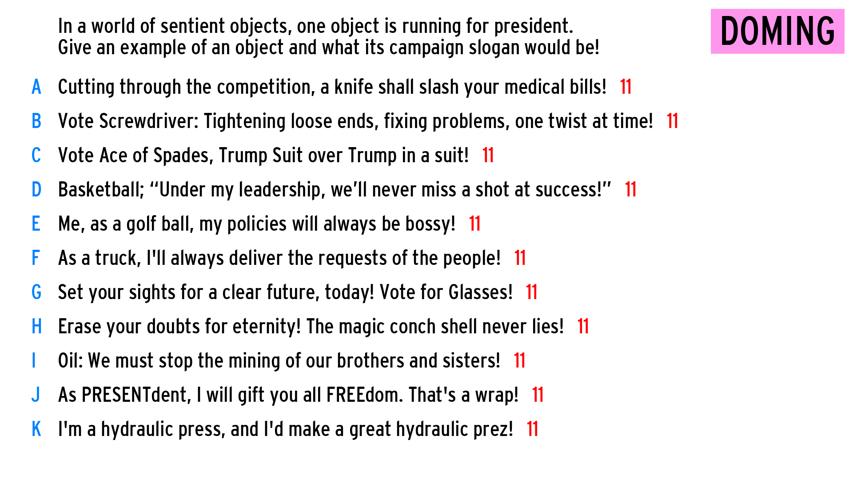 In a world of sentient objects, one object is running for president.
Give an example of an object and what its campaign slogan would be!
DOMING
A Cutting through the competition, a knife shall slash your medical bills! 11
B Vote Screwdriver: Tightening loose ends, fixing problems, one twist at time! 11
C Vote Ace of Spades, Trump Suit over Trump in a suit! 11
D Basketball; “Under my leadership, we’ll never miss a shot at success!” 11
E Me, as a golf ball, my policies will always be bossy! 11
F As a truck, I'll always deliver the requests of the people! 11
G Set your sights for a clear future, today! Vote for Glasses! 11
H Erase your doubts for eternity! The magic conch shell never lies! 11
I Oil: We must stop the mining of our brothers and sisters! 11
J As PRESENTdent, I will gift you all FREEdom. That's a wrap! 11
K I'm a hydraulic press, and I'd make a great hydraulic prez! 11